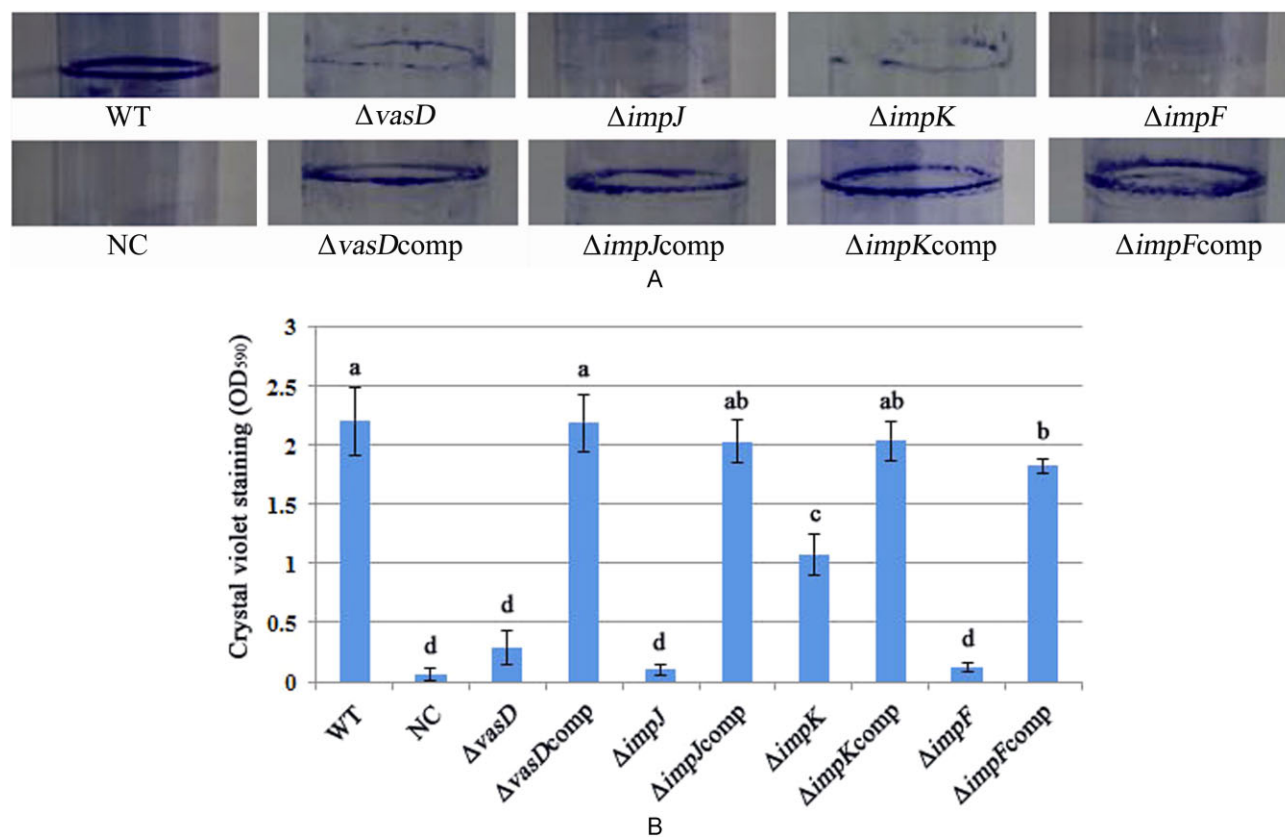 WT ΔvasD ΔimpJ ΔimpK ΔimpF
NC ΔvasDcomp ΔimpJcomp ΔimpKcomp ΔimpFcomp
A
Crystal violet staining (OD590)
3
2.5
2
1.5
1
0.5
0
a
d
d
a
d
ab
c
ab
d
b
WT
NC
ΔvasD
ΔvasDcomp
ΔimpJ
ΔimpJcomp
ΔimpK
ΔimpKcomp
ΔimpF
ΔimpFcomp
B